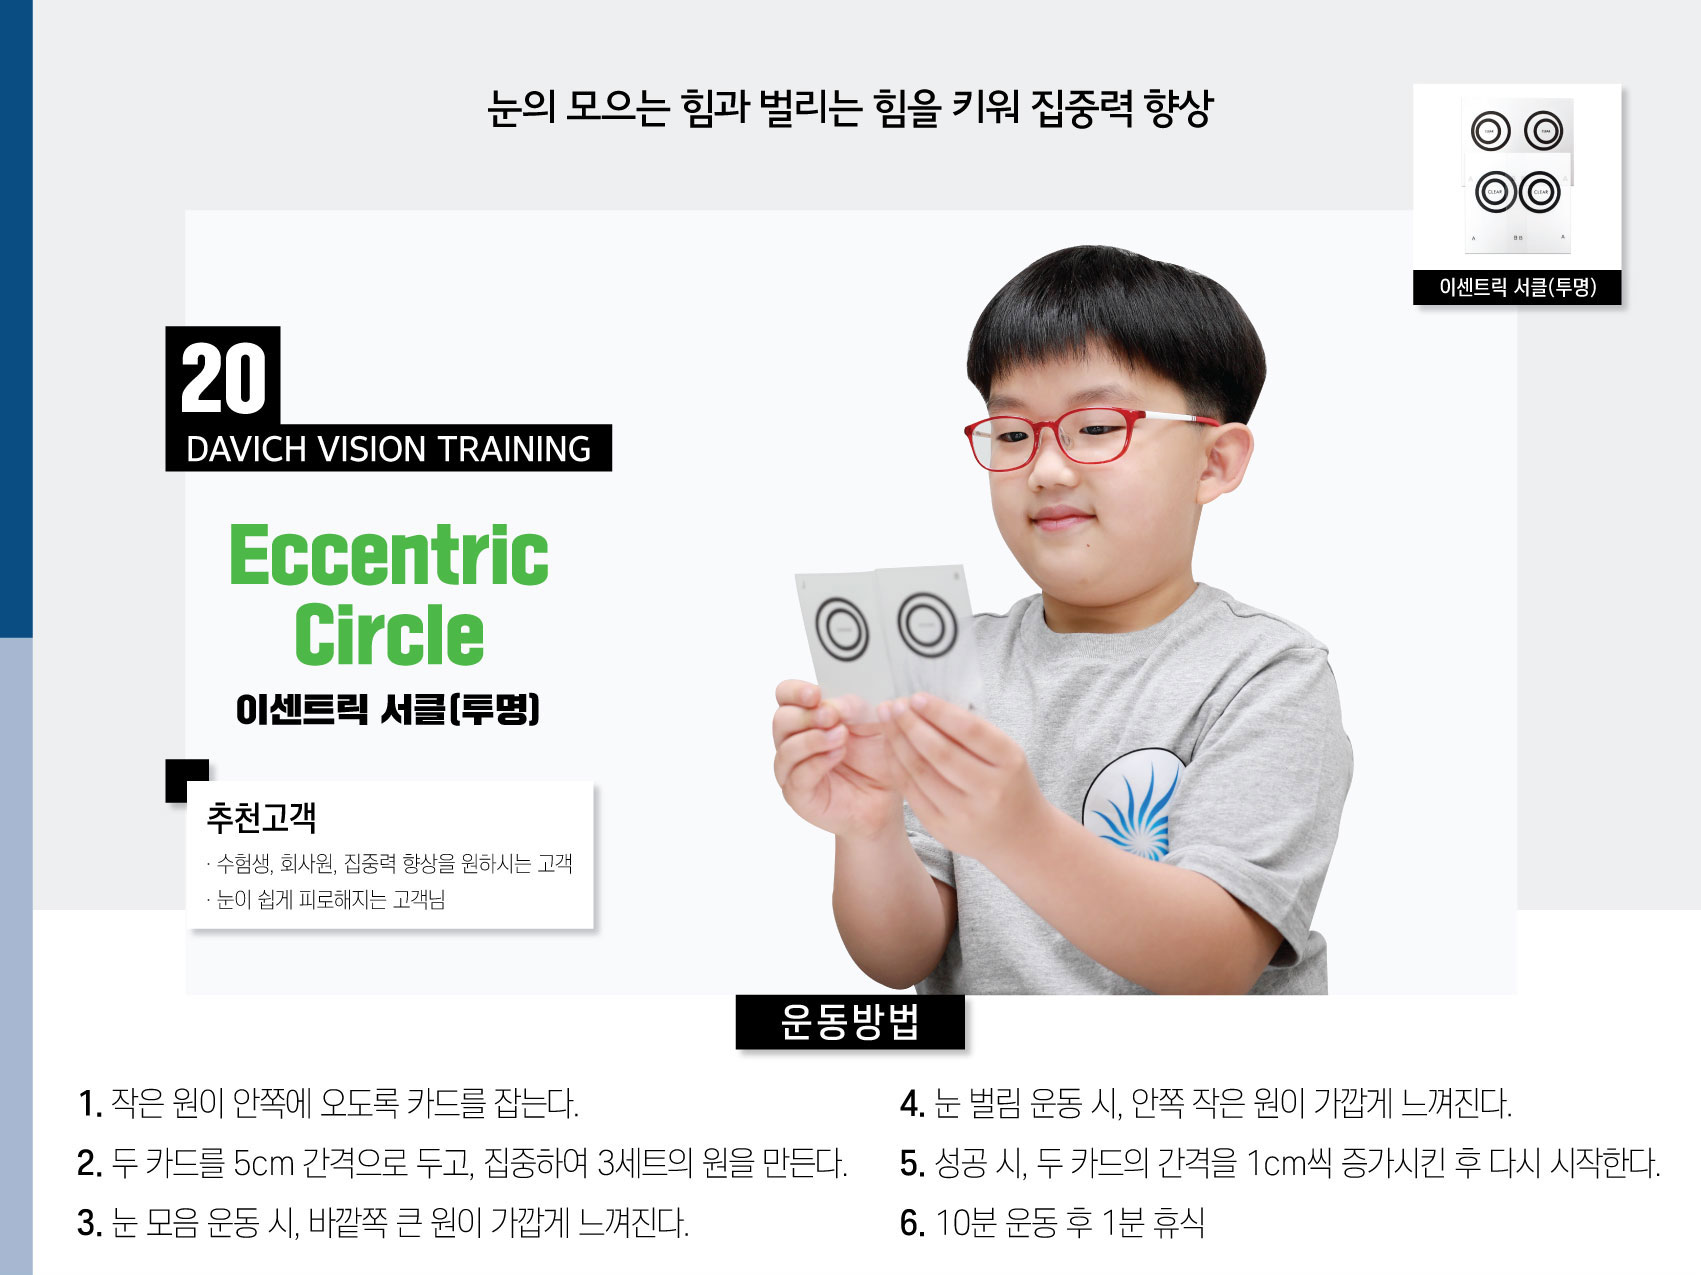 눈의 모으는 힘과 벌리는 힘을 키워 집중력 향상
CLEAR
CLEAR
CLEAR
CLEAR
A
B B
A
이센트릭 서클(투명)
20
DAVICH VISION TRAINING
Eccentric
Circle
이센트릭 서클(투명)
추천고객
· 수험생, 회사원, 집중력 향상을 원하시는 고객
· 눈이 쉽게 피로해지는 고객님
운동방법
1. 작은 원이 안쪽에 오도록 카드를 잡는다.
2. 두 카드를 5cm 간격으로 두고, 집중하여 3세트의 원을 만든다.
3. 눈 모음 운동 시, 바깥쪽 큰 원이 가깝게 느껴진다.
4. 눈 벌림 운동 시, 안쪽 작은 원이 가깝게 느껴진다.
5. 성공 시, 두 카드의 간격을 1cm씩 증가시킨 후 다시 시작한다.
6. 10분 운동 후 1분 휴식